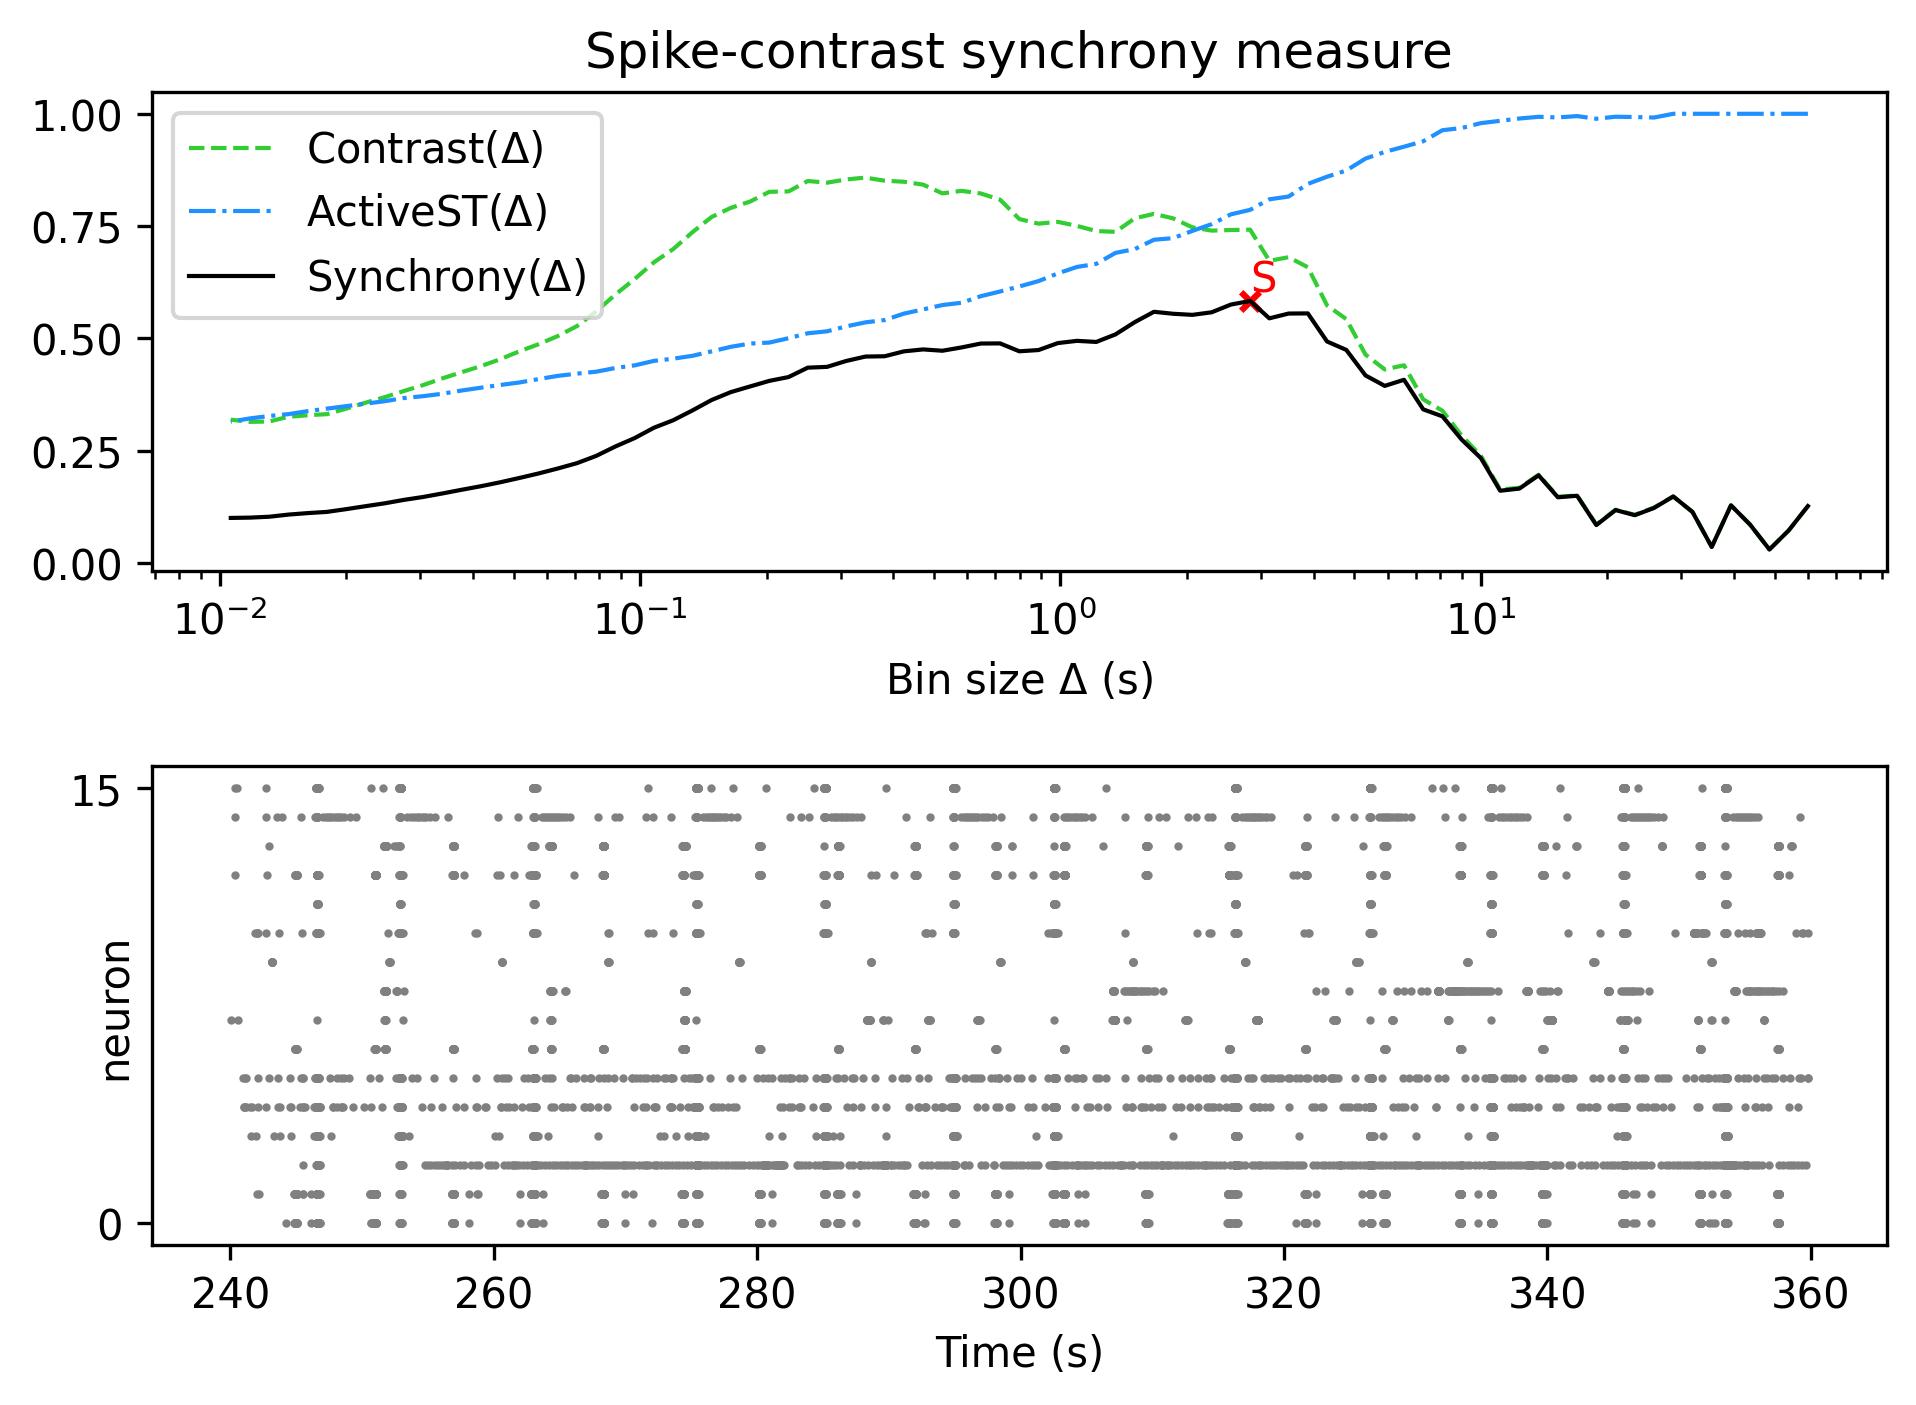 Spike-contrast synchrony measure
1.00
0.75
0.50
0.25
0.00
Contrast(Δ)
ActiveST(Δ)
Synchrony(Δ)
S
10⁻² 10⁻¹ 10⁰ 10¹
Bin size Δ (s)
15
0
neuron
240 260 280 300 320 340 360
Time (s)